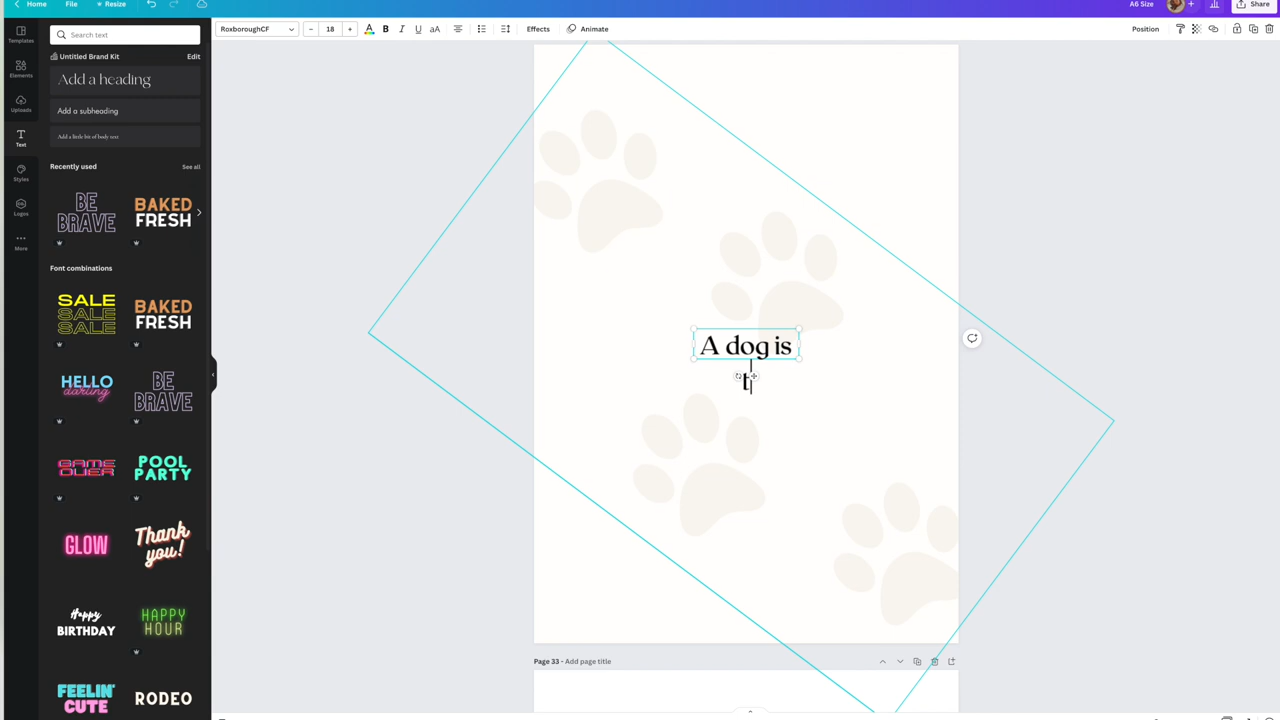 Home File Resize A6 Size Share
RoxboroughCF 18 A B I U aA Effects Animate Position
Templates
Elements
Uploads
Text
Styles
Logos
More
Search text
Untitled Brand Kit Edit
Add a heading
Add a subheading
Add a little bit of body text
Recently used See all
BE
BRAVE
BAKED
FRESH
Font combinations
SALE
SALE
SALE
BAKED
FRESH
HELLO
darling
BE
BRAVE
GAME
OVER
POOL
PARTY
GLOW
Thank
you!
Happy
BIRTHDAY
HAPPY
HOUR
FEELIN'
CUTE
RODEO
A dog is
t
Page 33 - Add page title